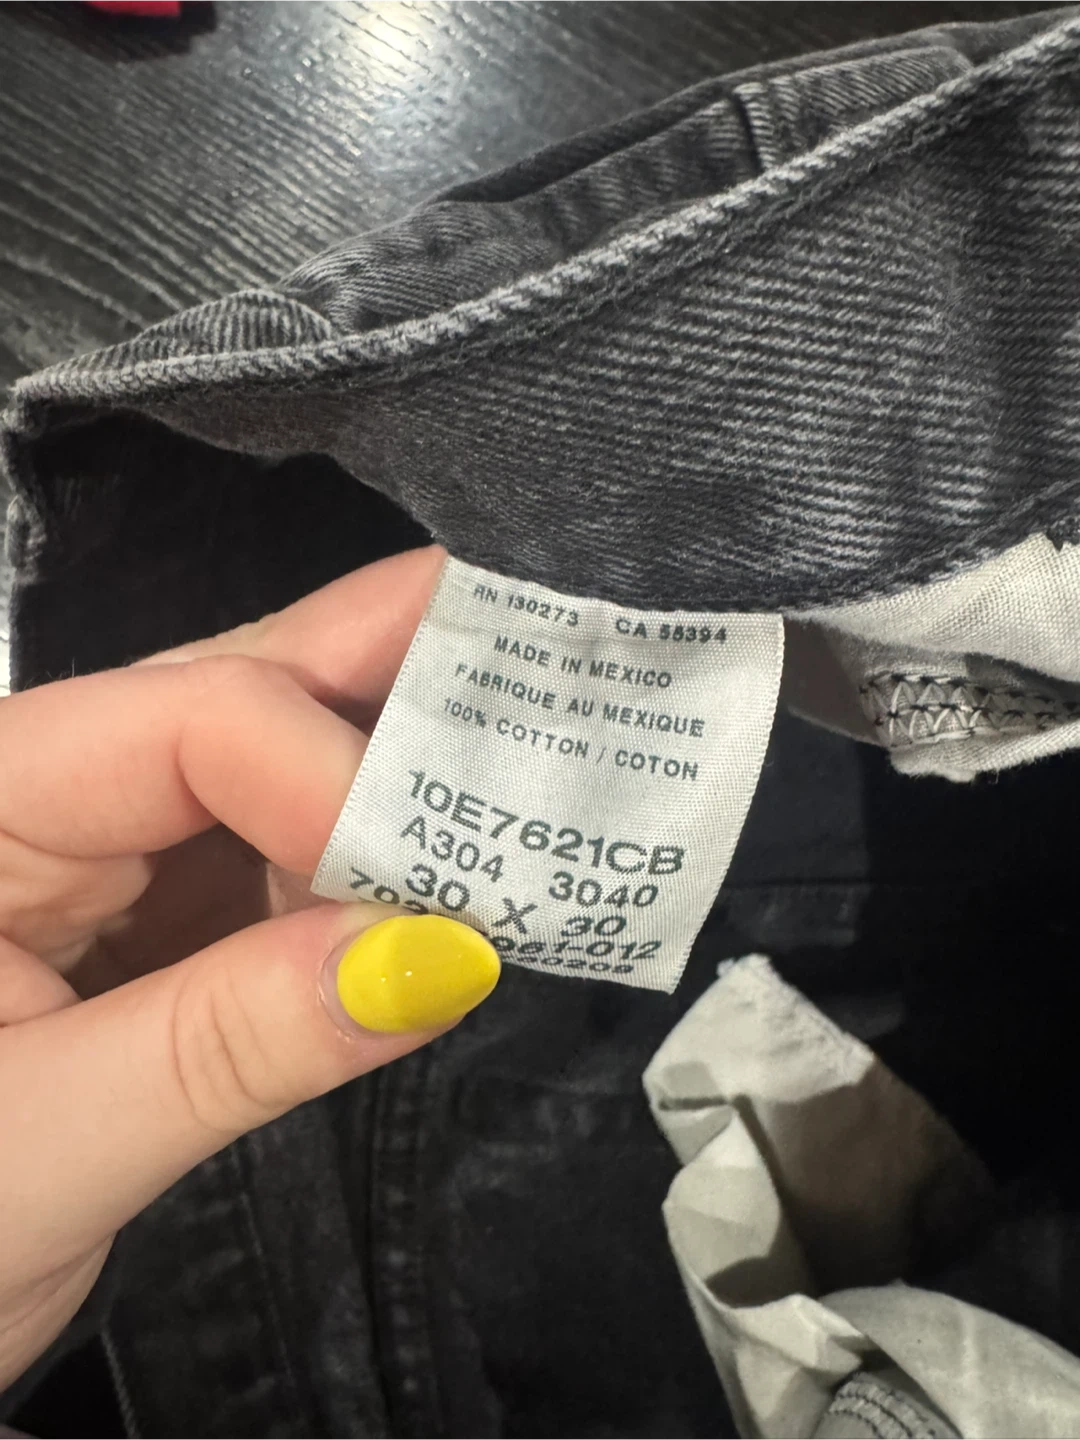 RN 130273 CA 55394
MADE IN MEXICO
FABRIQUE AU MEXIQUE
100% COTTON / COTON
10E7621CB
A304 3040
30 X 30